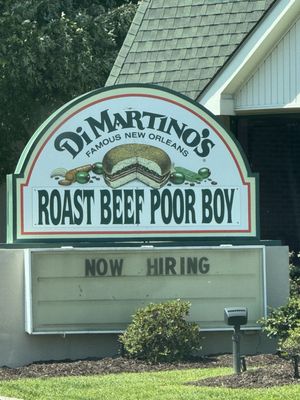 DiMartino's
FAMOUS NEW ORLEANS
ROAST BEEF POOR BOY
NOW HIRING